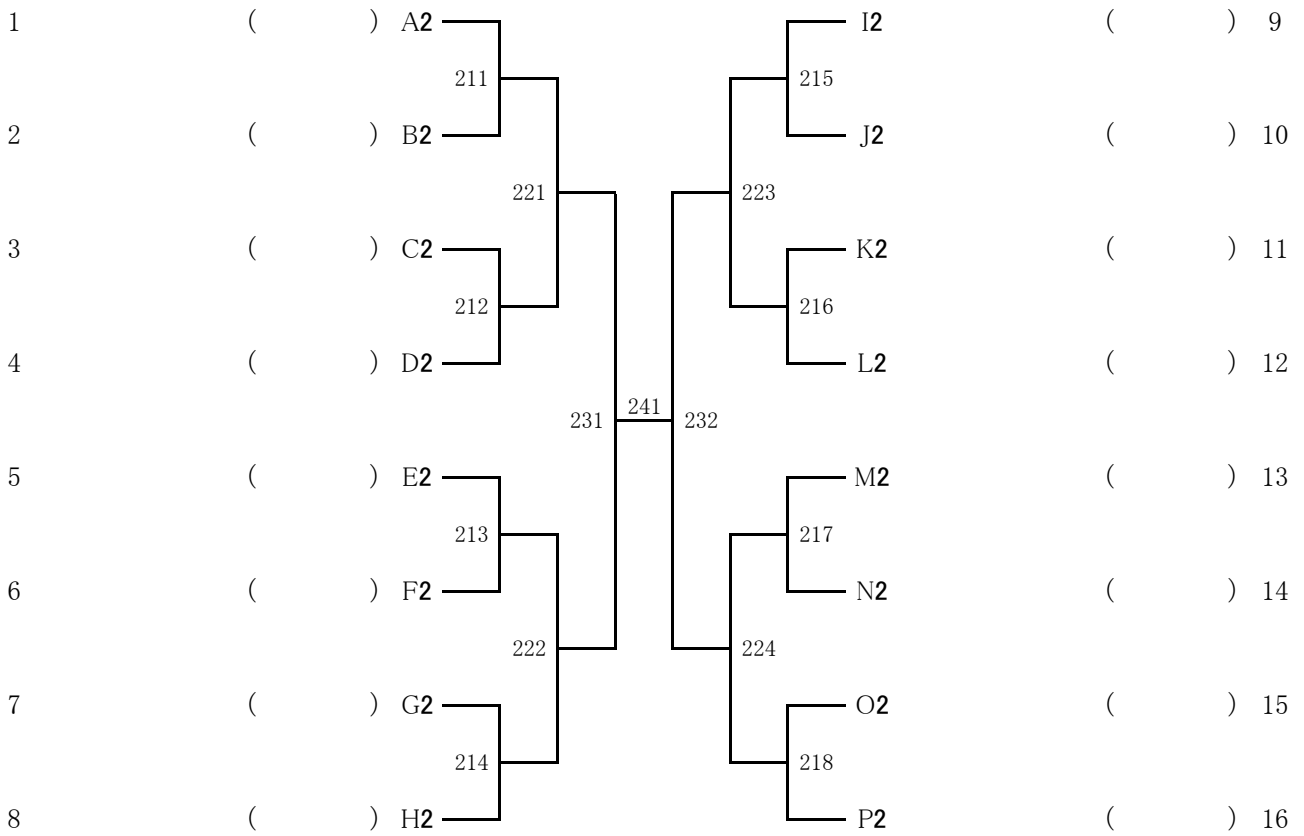 1 ( ) A2 I2 ( ) 9
211 215
2 ( ) B2 J2 ( ) 10
221 223
3 ( ) C2 K2 ( ) 11
212 216
4 ( ) D2 L2 ( ) 12
231 241 232
5 ( ) E2 M2 ( ) 13
213 217
6 ( ) F2 N2 ( ) 14
222 224
7 ( ) G2 O2 ( ) 15
214 218
8 ( ) H2 P2 ( ) 16